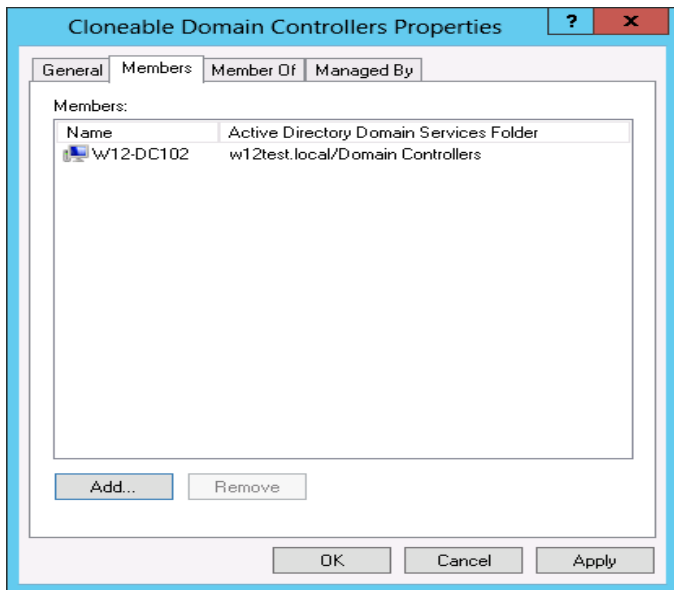 Cloneable Domain Controllers Properties ? x
General Members Member Of Managed By
Members:
Name Active Directory Domain Services Folder
W12-DC102 w12test.local/Domain Controllers
Add... Remove
OK Cancel Apply